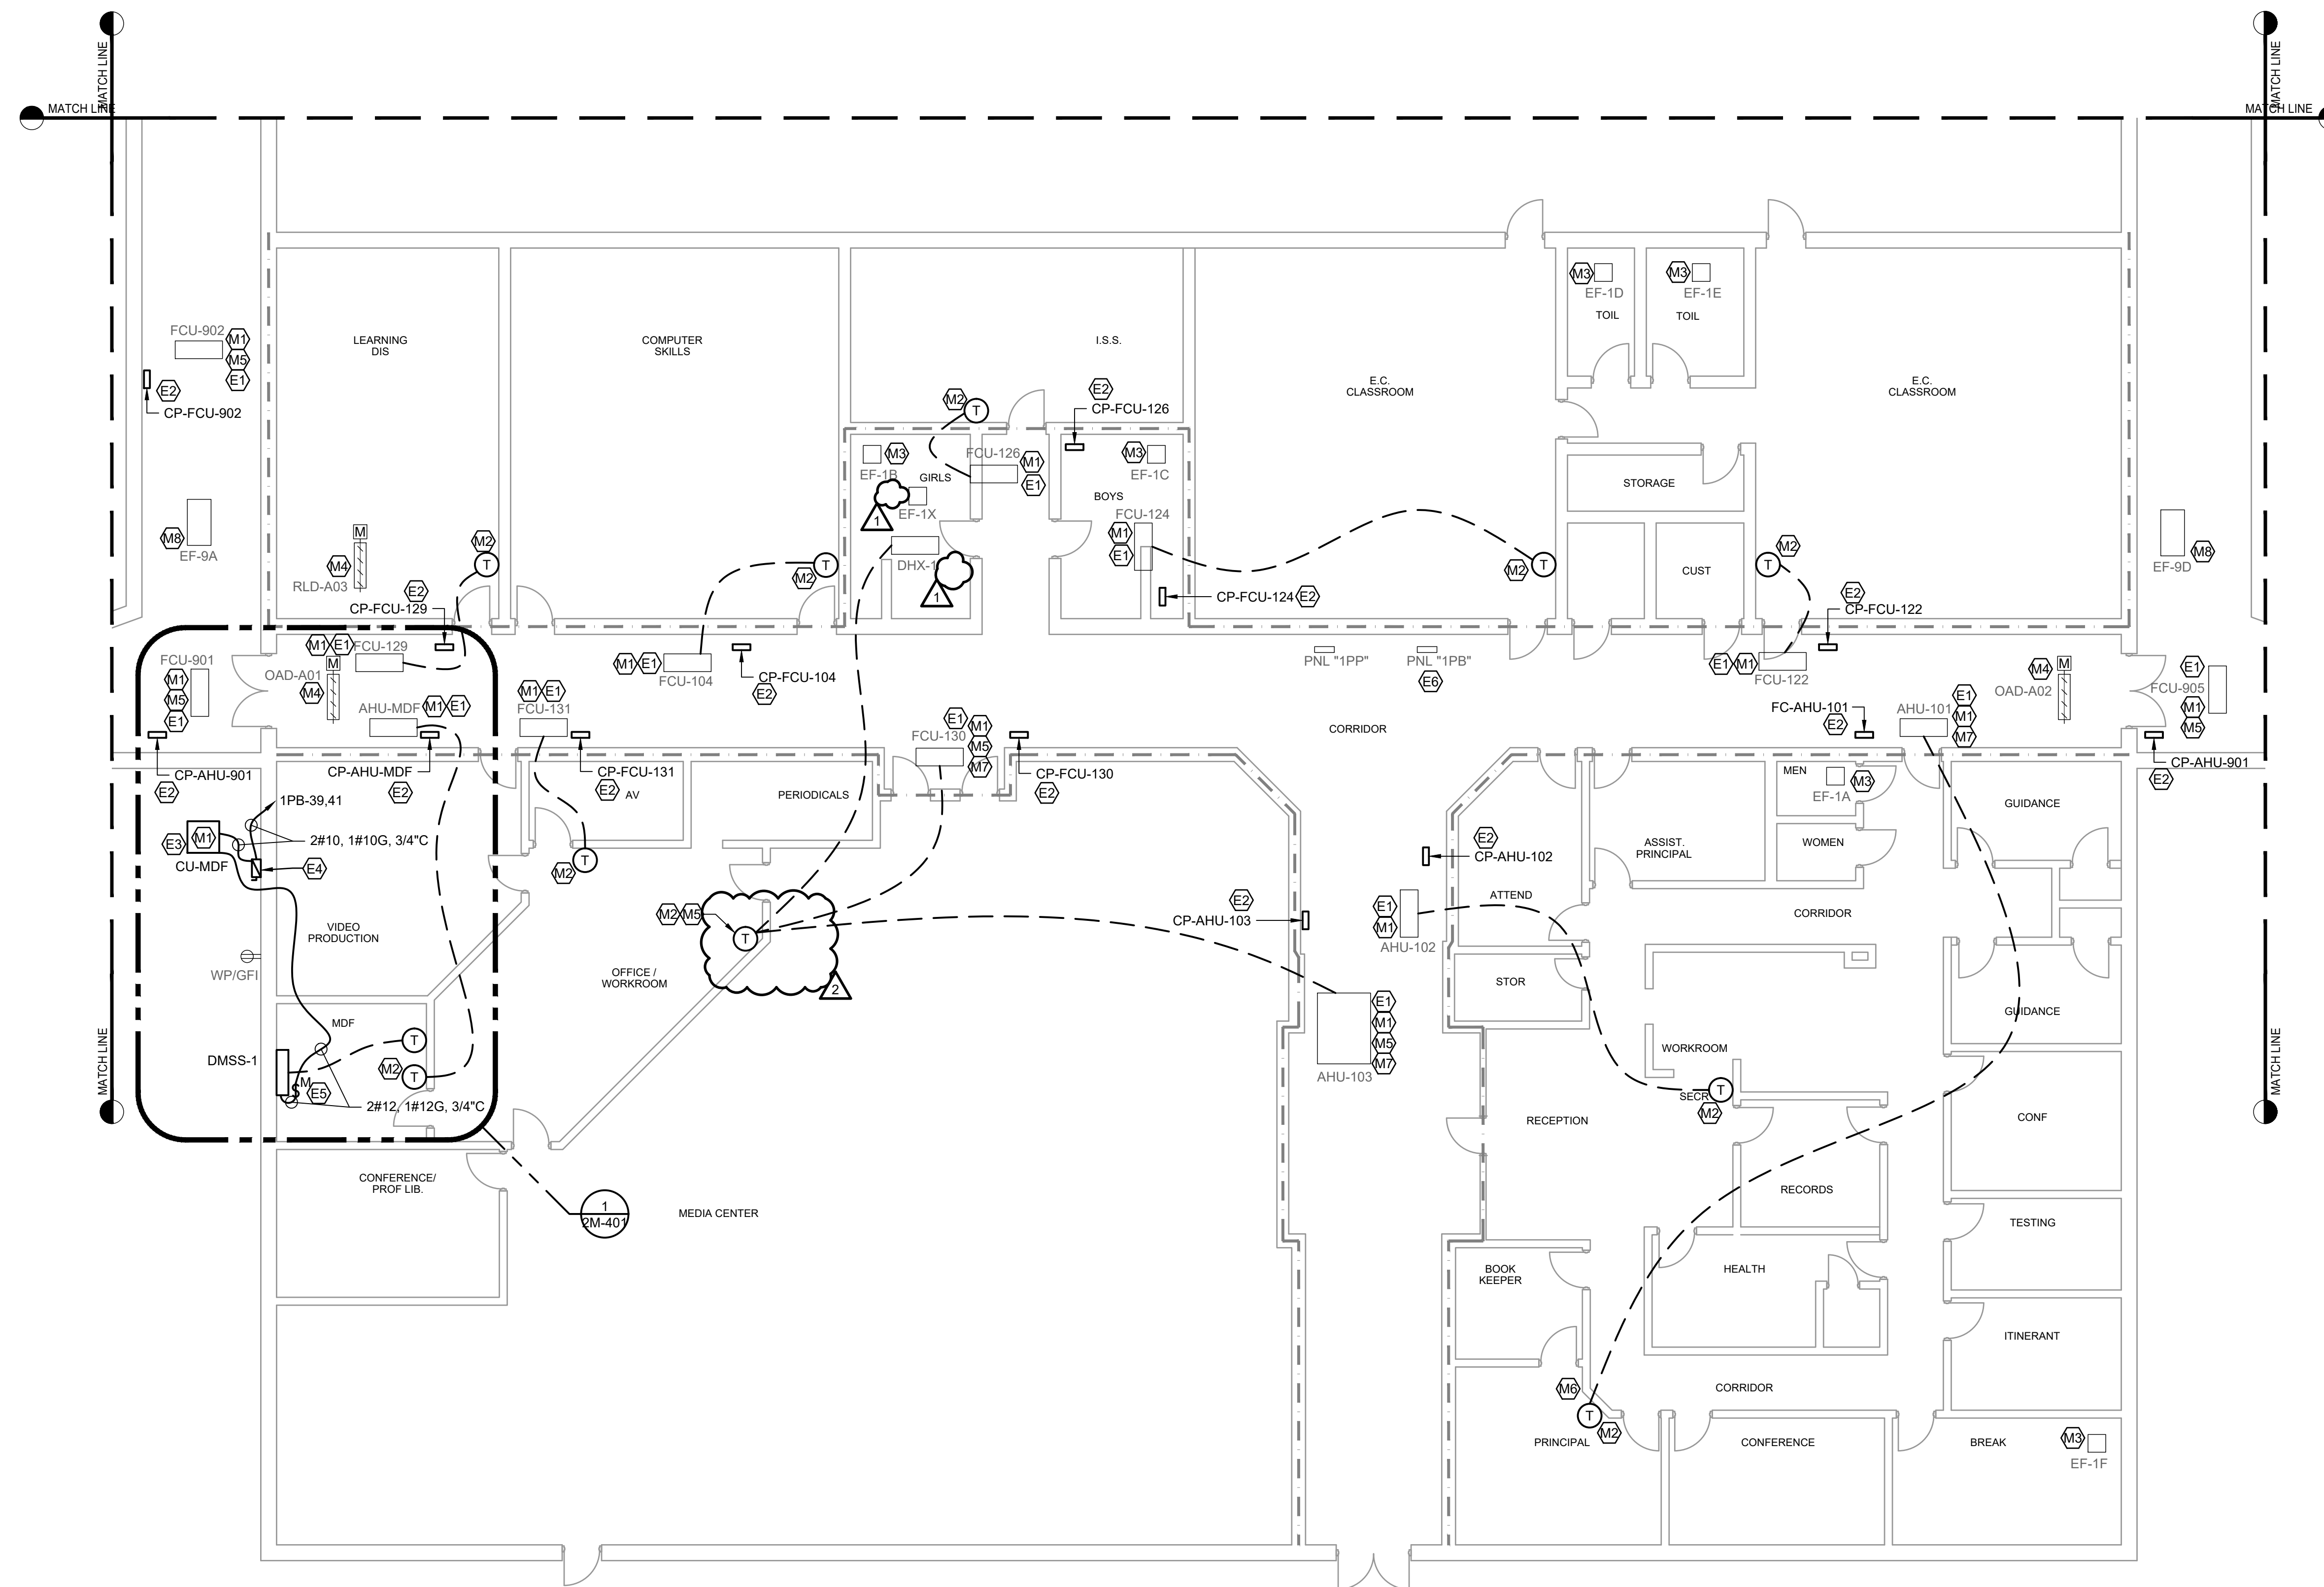 MATCH LINE
MATCH LINE
MATCH LINE
MATCH LINE
M3
EF-1D
TOIL
M3
EF-1E
TOIL
FCU-902
M1
M5
E1
E2
CP-FCU-902
LEARNING
DIS
COMPUTER
SKILLS
I.S.S.
E.C.
CLASSROOM
E.C.
CLASSROOM
M2
T
E2
CP-FCU-126
M3
EF-1B
GIRLS
FCU-126
M1
E1
M3
EF-1C
BOYS
EF-1X
1
FCU-124
M1
E1
DHX-1
1
STORAGE
CUST
M8
EF-9A
M
M4
RLD-A03
M2
T
E2
CP-FCU-129
T
M2
CP-FCU-124
E2
M2
T
M2
T
E2
CP-FCU-122
M8
EF-9D
FCU-901
M1
M5
E1
M1
E1
FCU-129
OAD-A01
M
M4
AHU-MDF
M1
E1
M1
E1
FCU-104
CP-FCU-104
E2
M1
E1
FCU-131
PNL "1PP"
PNL "1PB"
E6
E1
M1
FCU-122
M4
M
OAD-A02
E1
FCU-905
M1
M5
CP-AHU-901
E2
CP-AHU-MDF
E2
CP-FCU-131
E2
AV
PERIODICALS
E1
M1
FCU-130
M5
M7
CP-FCU-130
E2
CORRIDOR
FC-AHU-101
E2
AHU-101
E1
M1
M7
CP-AHU-901
E2
1PB-39,41
2#10, 1#10G, 3/4"C
E3
M1
CU-MDF
E4
VIDEO
PRODUCTION
WP/GFI
M2
T
M2
M5
T
2
OFFICE /
WORKROOM
E2
CP-AHU-103
E2
CP-AHU-102
E1
M1
AHU-102
ATTEND
ASSIST.
PRINCIPAL
MEN
M3
EF-1A
WOMEN
GUIDANCE
CORRIDOR
STOR
GUIDANCE
MDF
T
DMSS-1
M2
T
M
$
E5
2#12, 1#12G, 3/4"C
E1
M1
M5
M7
AHU-103
WORKROOM
SECR
T
M2
RECEPTION
CONF
CONFERENCE/
PROF LIB.
1
2M-401
MEDIA CENTER
RECORDS
TESTING
BOOK
KEEPER
HEALTH
ITINERANT
M6
T
M2
CORRIDOR
PRINCIPAL
CONFERENCE
BREAK
M3
EF-1F
MATCH LINE
MATCH LINE